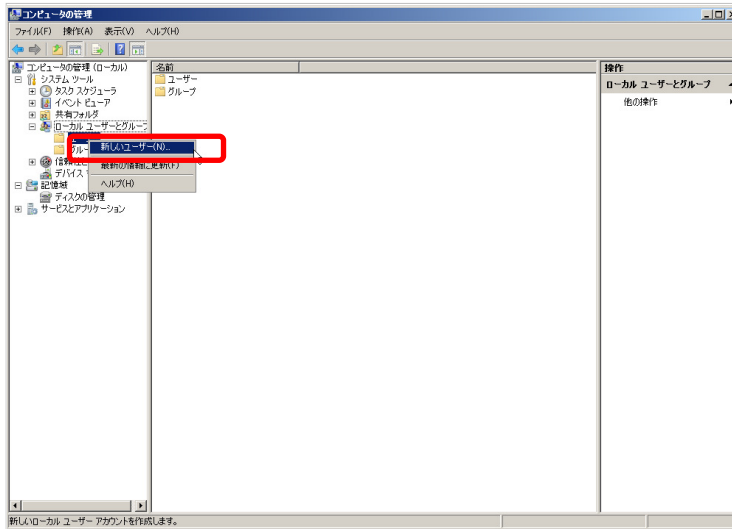 コンピュータの管理
ファイル(F) 操作(A) 表示(V) ヘルプ(H)
コンピュータの管理 (ローカル)
システム ツール
タスク スケジューラ
イベント ビューア
共有フォルダ
ローカル ユーザーとグループ
グル
信頼
デバイス
記憶域
ディスクの管理
サービスとアプリケーション
新しいユーザー(N)...
最新の情報に更新(F)
ヘルプ(H)
名前
ユーザー
グループ
操作
ローカル ユーザーとグループ
他の操作
新しいローカル ユーザー アカウントを作成します。